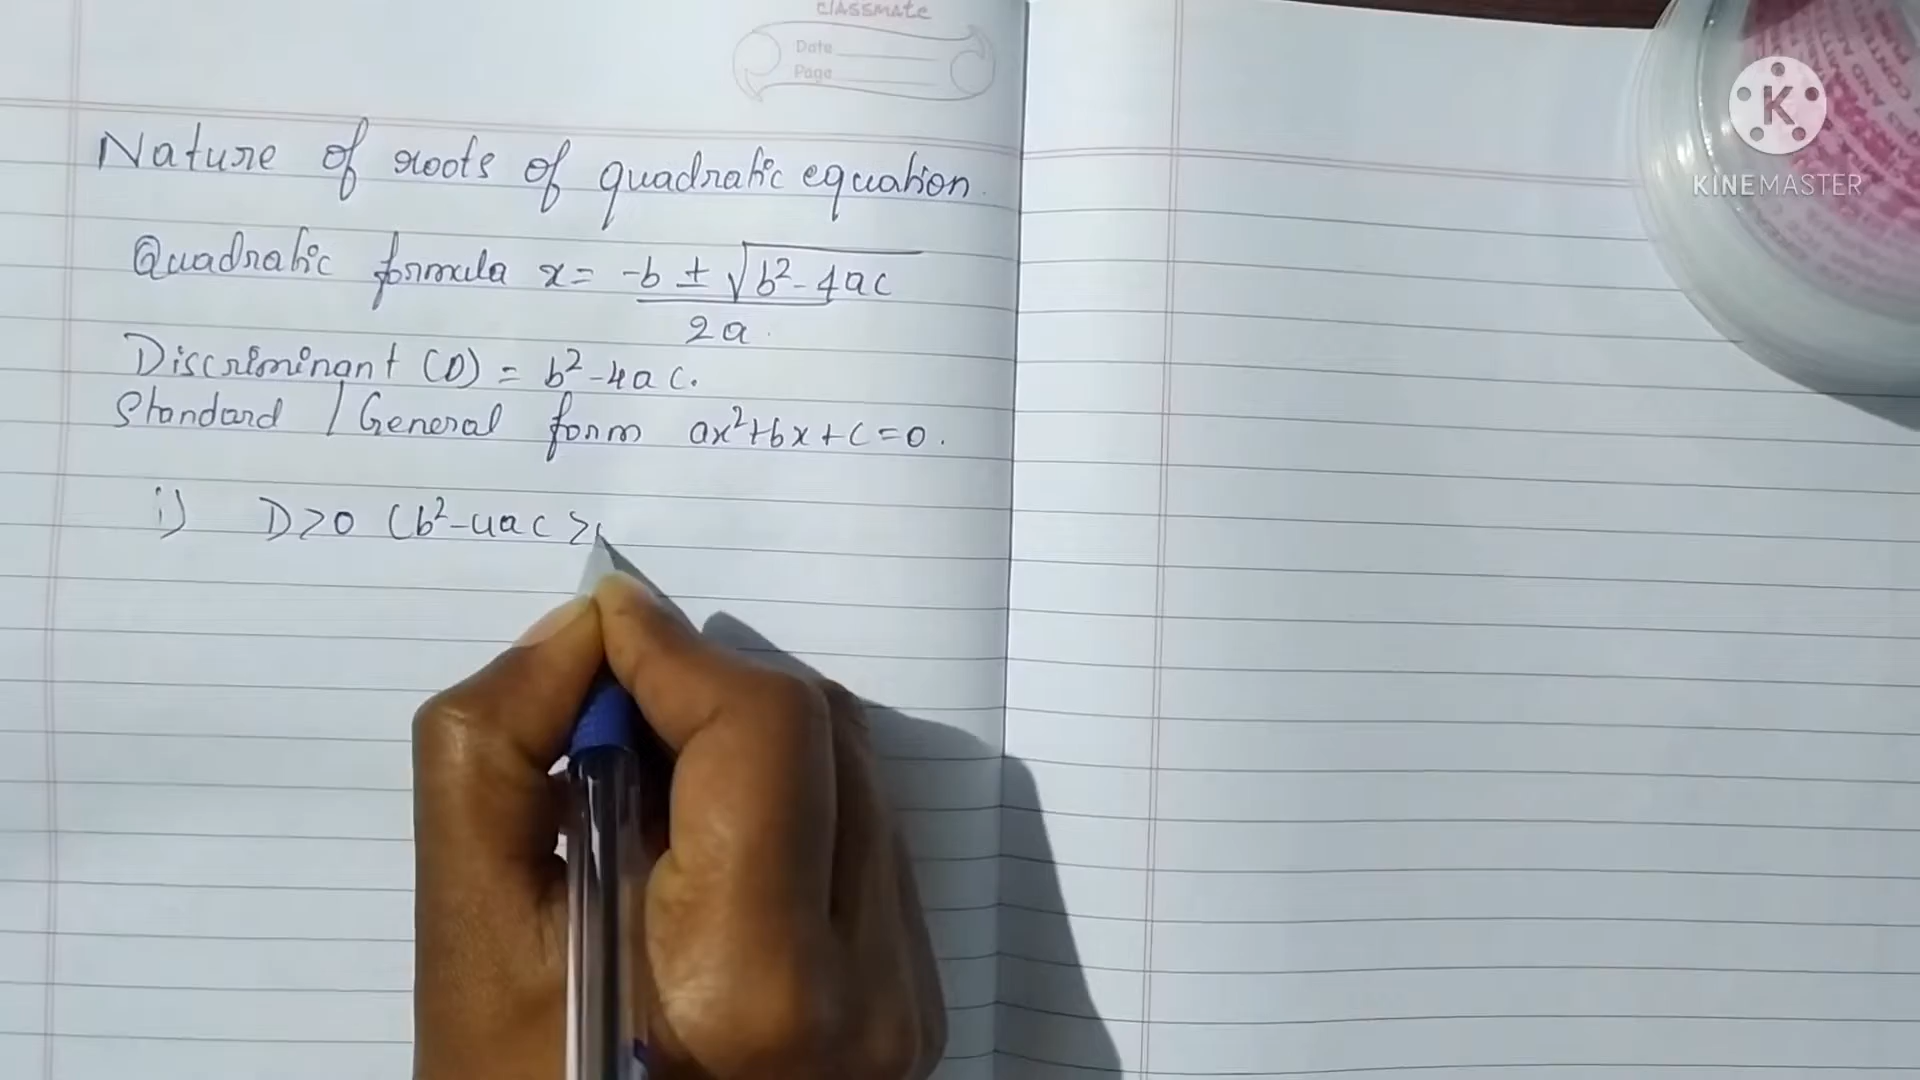 classmate
Date
Page
Nature of roots of quadratic equation.
Quadratic formula x = -b ± √b² - 4ac
2a.
Discriminant (D) = b² - 4ac.
Standard / General form ax²+bx+c=0.
i) D>0 (b²-4ac >
K
KINEMASTER